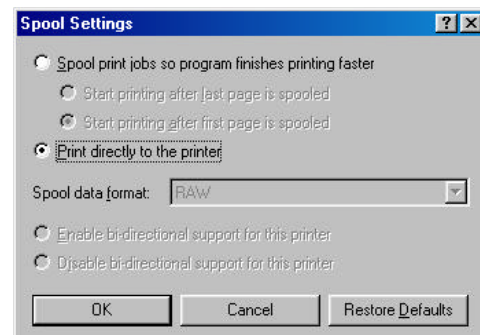 Spool Settings
Spool print jobs so program finishes printing faster
Start printing after last page is spooled
Start printing after first page is spooled
Print directly to the printer
Spool data format: RAW
Enable bi-directional support for this printer
Disable bi-directional support for this printer
OK Cancel Restore Defaults